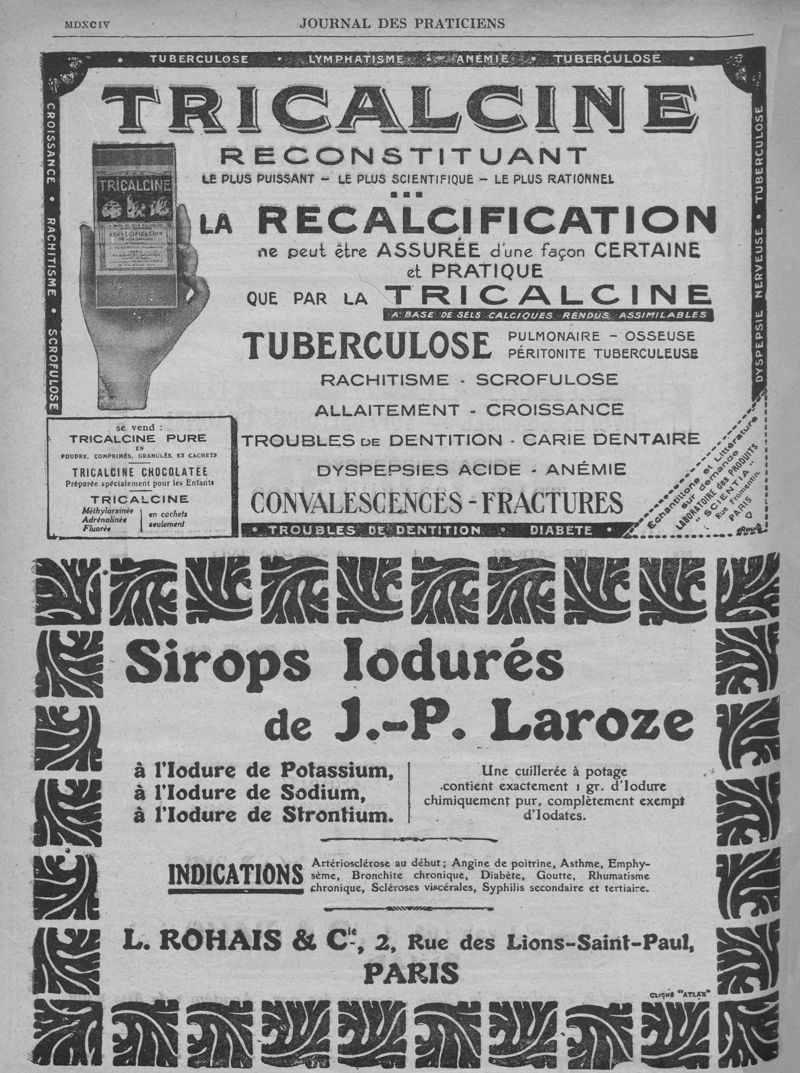 MDXCIV
JOURNAL DES PRATICIENS
• TUBERCULOSE • LYMPHATISME • ANÉMIE • TUBERCULOSE •
CROISSANCE • RACHITISME • SCROFULOSE
DYSPEPSIE NERVEUSE • TUBERCULOSE
TRICALCINE
RECONSTITUANT
LE PLUS PUISSANT – LE PLUS SCIENTIFIQUE – LE PLUS RATIONNEL
TRICALCINE
RECALCIFICATION
LA RECALCIFICATION
ne peut être ASSURÉE d'une façon CERTAINE
et PRATIQUE
QUE PAR LA TRICALCINE
A BASE DE SELS CALCIQUES RENDUS ASSIMILABLES
TUBERCULOSE PULMONAIRE – OSSEUSE
PÉRITONITE TUBERCULEUSE
RACHITISME - SCROFULOSE
ALLAITEMENT - CROISSANCE
TROUBLES DE DENTITION - CARIE DENTAIRE
DYSPEPSIES ACIDE - ANÉMIE
CONVALESCENCES - FRACTURES
• TROUBLES DE DENTITION • DIABÈTE •
se vend :
TRICALCINE PURE
EN
POUDRE, COMPRIMÉS, GRANULÉS, ET CACHETS
TRICALCINE CHOCOLATÉE
Préparée spécialement pour les Enfants
TRICALCINE
Méthylarsinée
Adrénalinée
Fluorée
en cachets
seulement
Echantillons et Littérature
sur demande
LABORATOIRE des PRODUITS
" SCIENTIA "
Rue Fromentin
PARIS
Sirops Iodurés
de J.-P. Laroze
à l'Iodure de Potassium,
à l'Iodure de Sodium,
à l'Iodure de Strontium.
Une cuillerée à potage
contient exactement 1 gr. d'Iodure
chimiquement pur, complètement exempt
d'Iodates.
INDICATIONS
Artériosclérose au début ; Angine de poitrine, Asthme, Emphy-
sème, Bronchite chronique, Diabète, Goutte, Rhumatisme
chronique, Scléroses viscérales, Syphilis secondaire et tertiaire.
L. ROHAIS & Cie, 2, Rue des Lions-Saint-Paul,
PARIS
CLICHÉ "ATLAS"